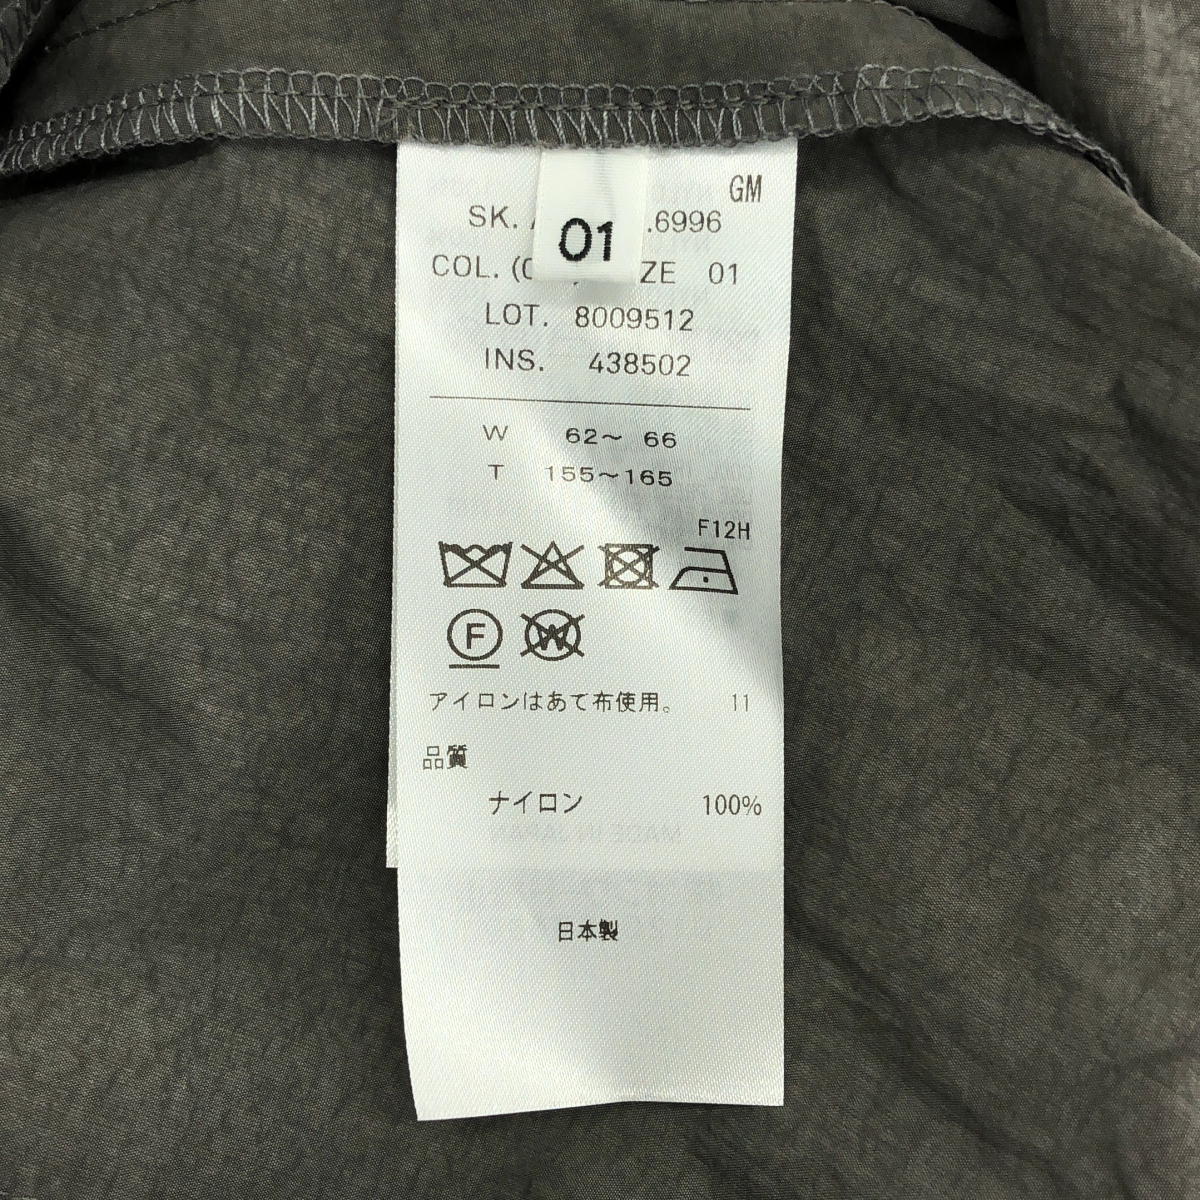 GM
SK. .6996
01
COL. ZE 01
LOT. 8009512
INS. 438502
W 62〜 66
T 155〜165
F12H
F W
アイロンはあて布使用。 11
品質
ナイロン 100%
日本製